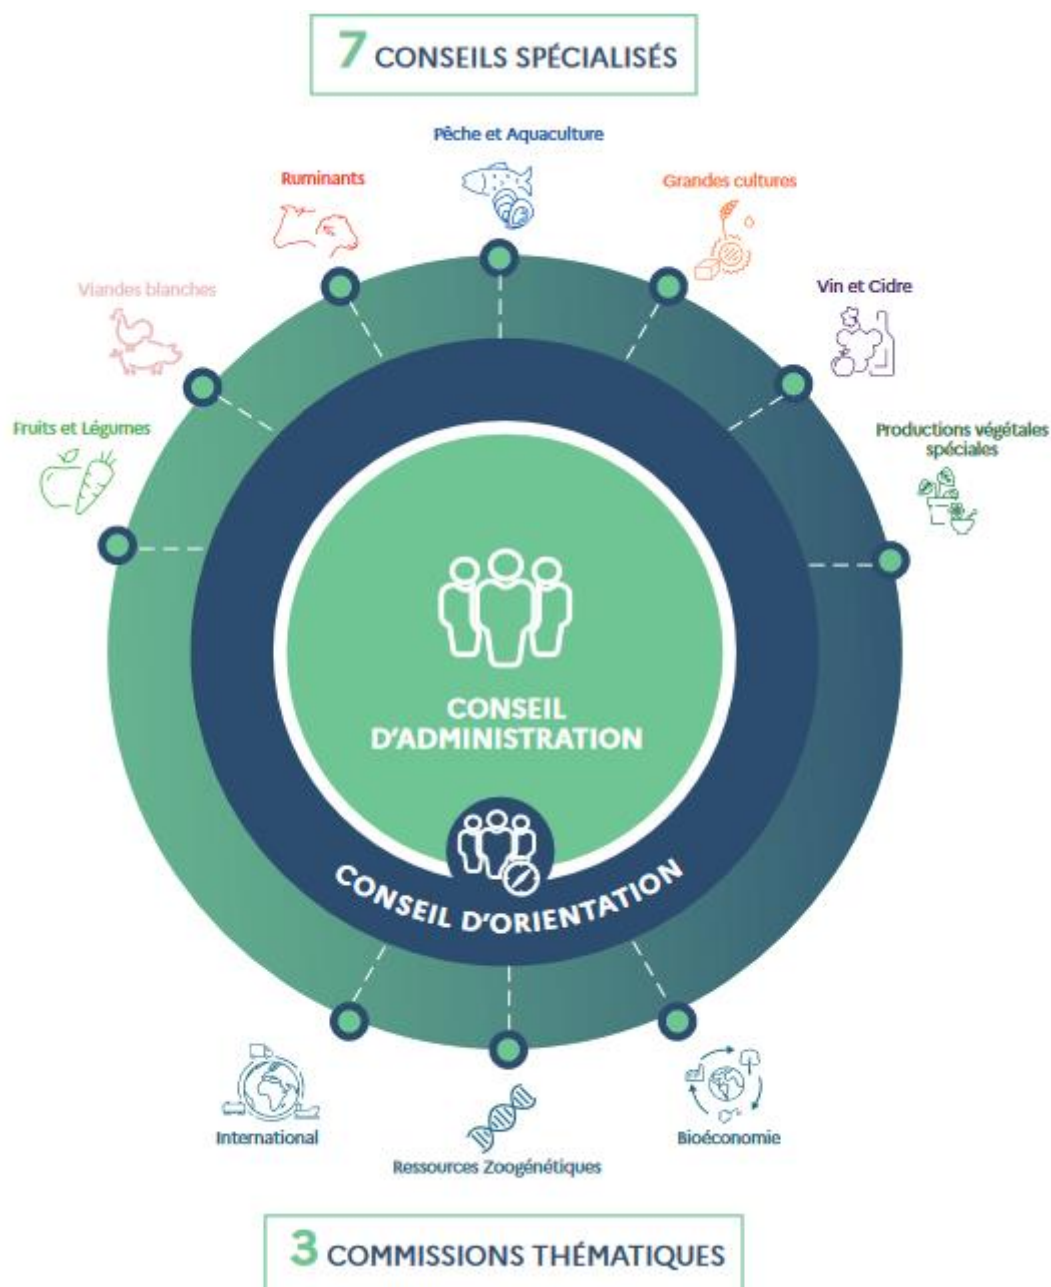 7 CONSEILS SPÉCIALISÉS
Pêche et Aquaculture
Ruminants
Grandes cultures
Viandes blanches
Vin et Cidre
Fruits et Légumes
Productions végétales
spéciales
CONSEIL
D'ADMINISTRATION
CONSEIL D'ORIENTATION
International
Ressources Zoogénétiques
Bioéconomie
3 COMMISSIONS THÉMATIQUES